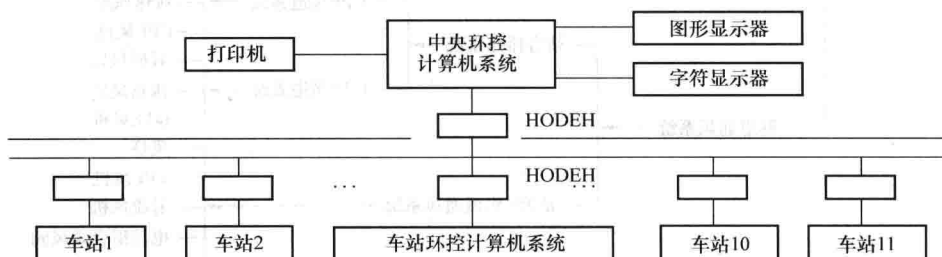 打印机
中央环控
计算机系统
图形显示器
字符显示器
HODEH
HODEH
...
...
车站1
车站2
车站环控计算机系统
车站10
车站11